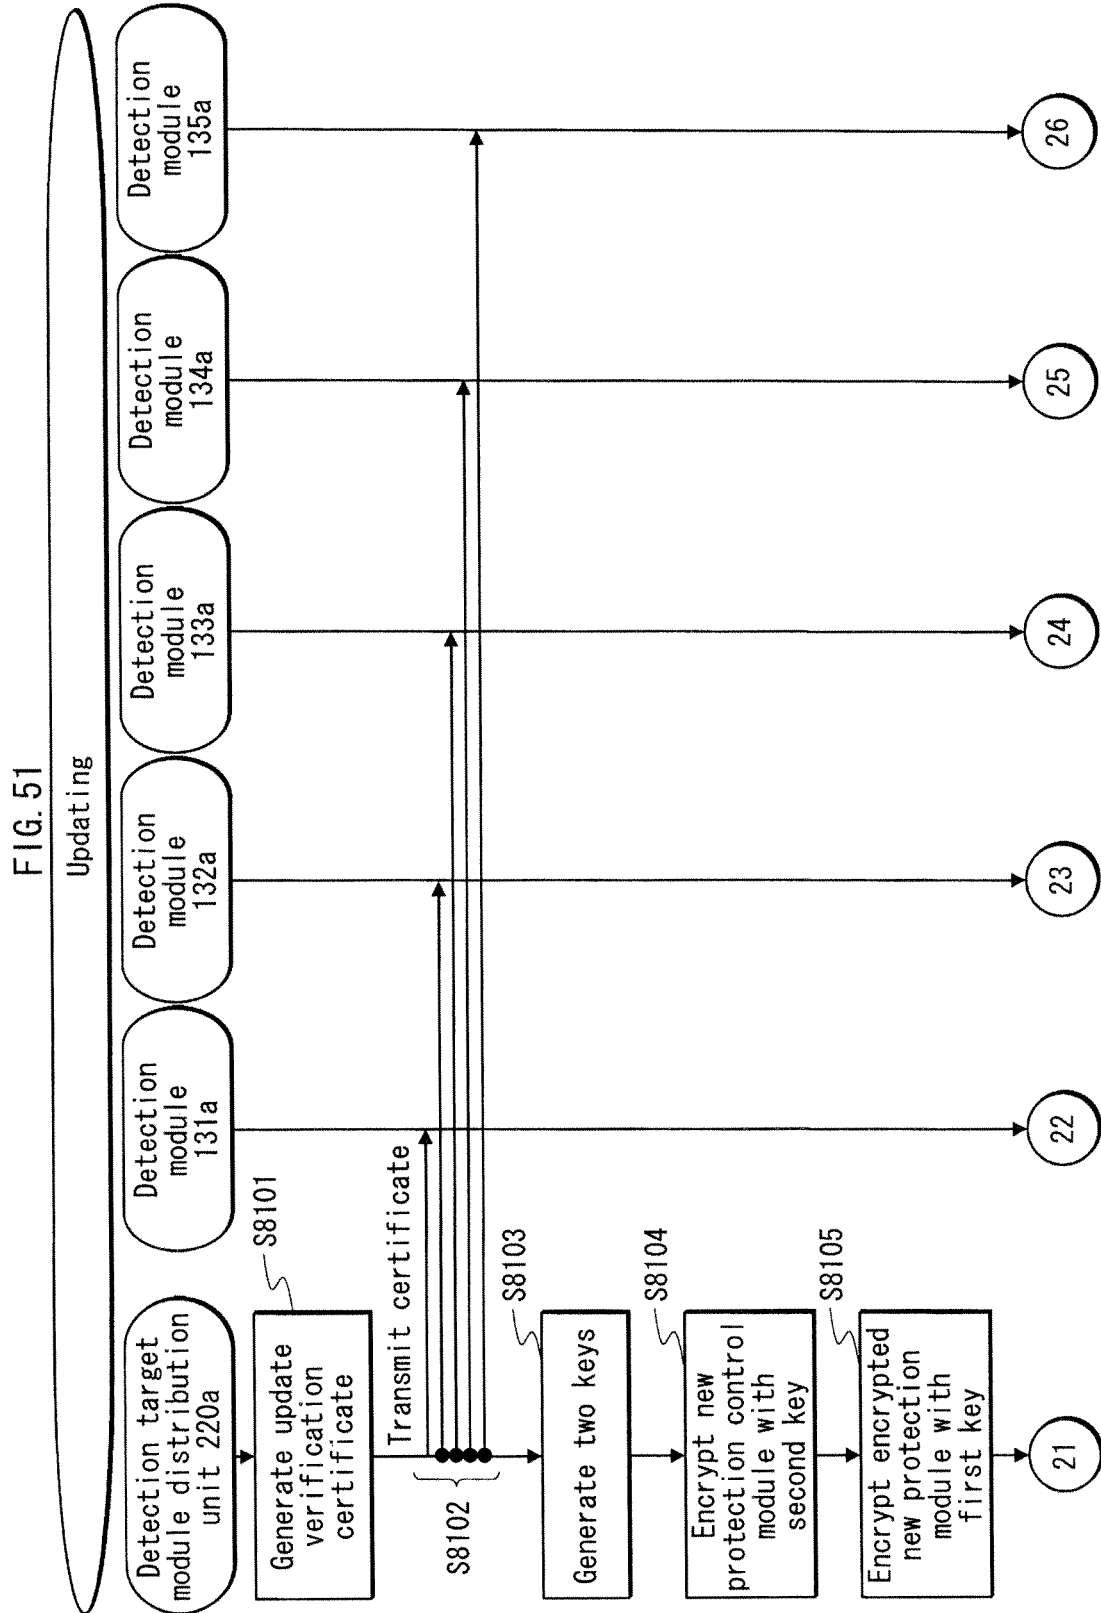 FIG. 51
Updating
Detection target
module distribution
unit 220a
Detection
module
131a
Detection
module
132a
Detection
module
133a
Detection
module
134a
Detection
module
135a
Generate update
verification
certificate
S8101
Transmit certificate
S8102
Generate two keys
S8103
Encrypt new
protection control
module with
second key
S8104
Encrypt encrypted
new protection
module with
first key
S8105
21
22
23
24
25
26